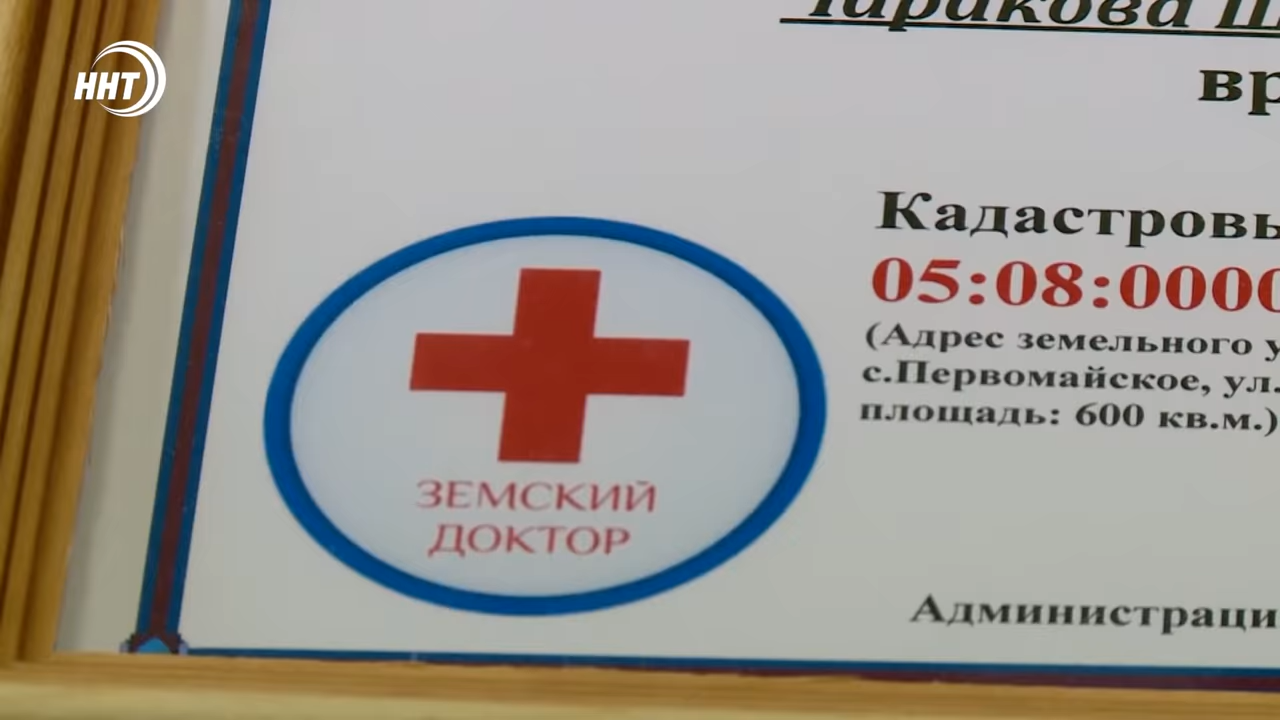 ННТ
вр
Кадастровы
05:08:0000
(Адрес земельного у
с.Первомайское, ул.
площадь: 600 кв.м.)
ЗЕМСКИЙ
ДОКТОР
Администраци